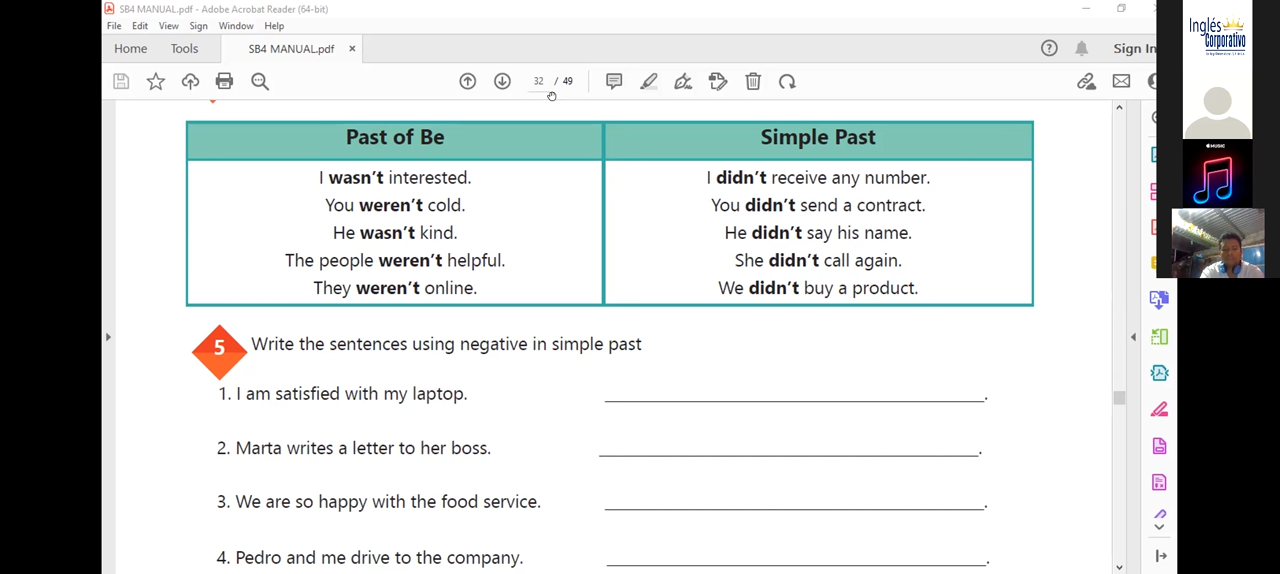 SB4 MANUAL.pdf - Adobe Acrobat Reader (64-bit)
File Edit View Sign Window Help
Home Tools SB4 MANUAL.pdf × Sign In
32 / 49
Past of Be Simple Past
I wasn't interested. I didn't receive any number.
You weren't cold. You didn't send a contract.
He wasn't kind. He didn't say his name.
The people weren't helpful. She didn't call again.
They weren't online. We didn't buy a product.
5 Write the sentences using negative in simple past
1. I am satisfied with my laptop. ______________________.
2. Marta writes a letter to her boss. ______________________.
3. We are so happy with the food service. ______________________.
4. Pedro and me drive to the company. ______________________.
Inglés
Corporativo
MUSIC